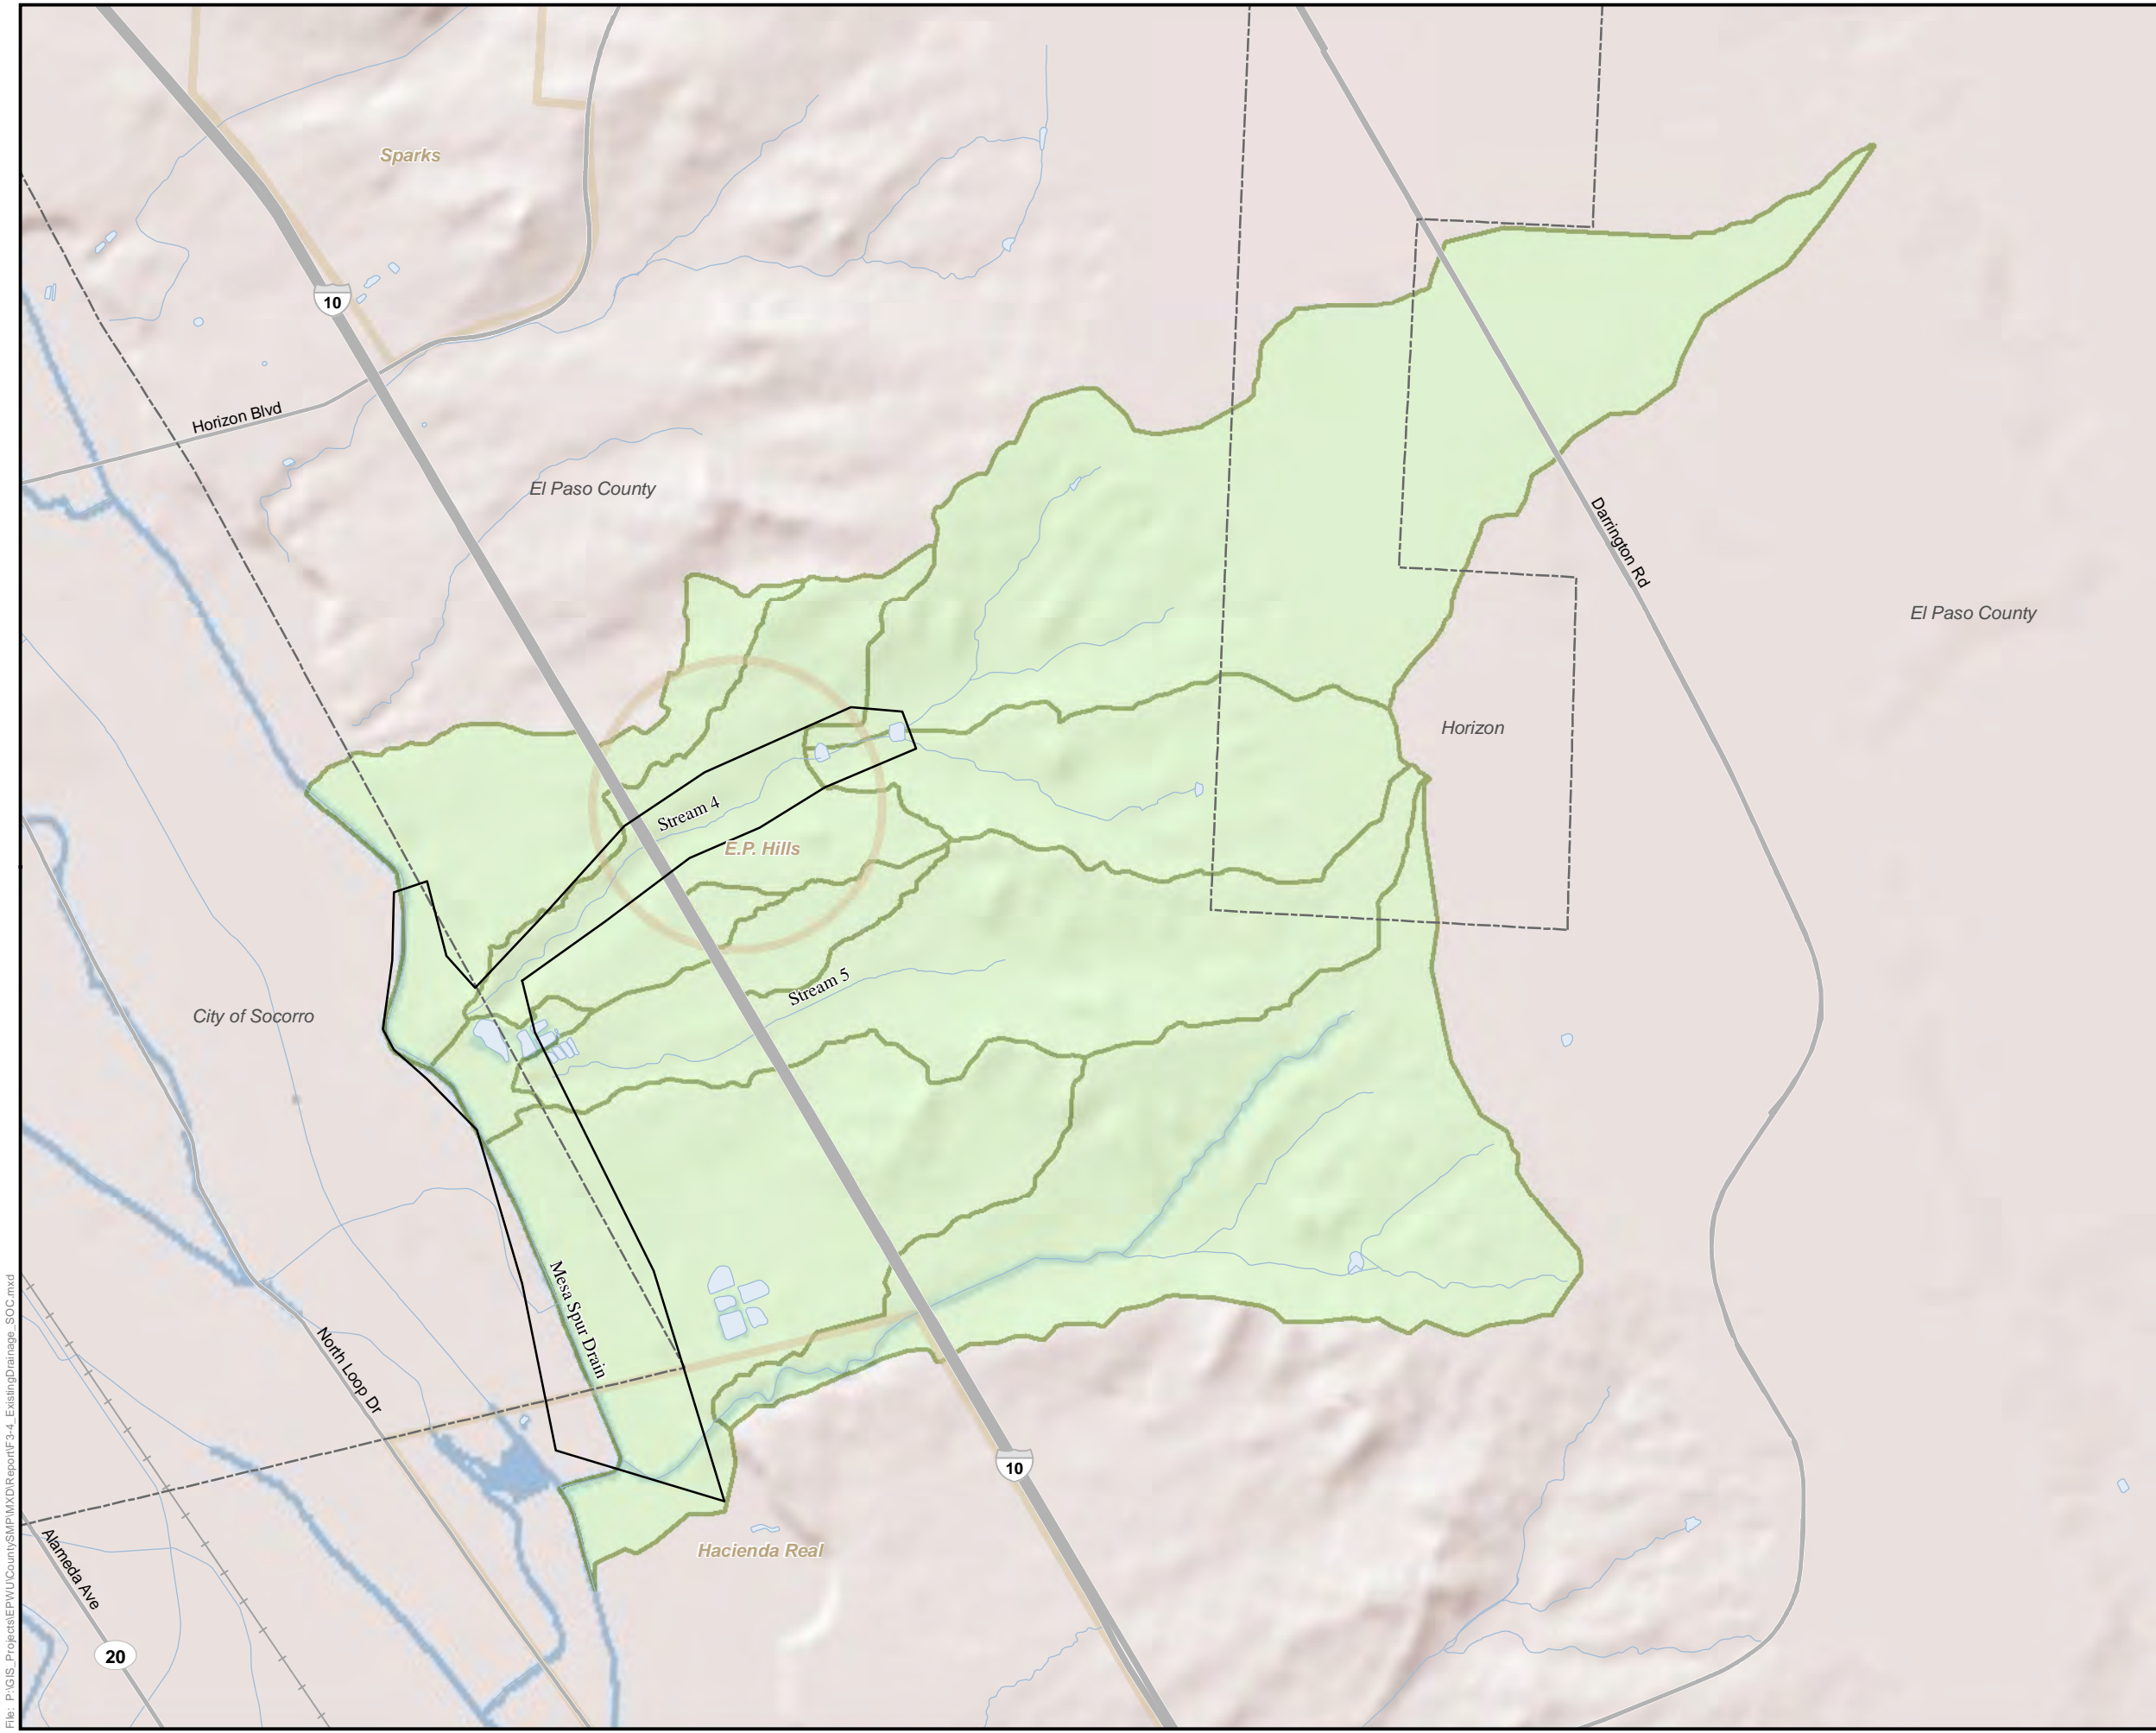 Sparks
10
Horizon Blvd
El Paso County
Darrington Rd
El Paso County
Horizon
Stream 4
E.P. Hills
Stream 5
City of Socorro
Mesa Spur Drain
North Loop Dr
10
Hacienda Real
Alameda Ave
20
File: P:\GIS_Projects\EPWU\CountySMP\MXD\Report\F3-4_ExistingDrainage_SOC.mxd